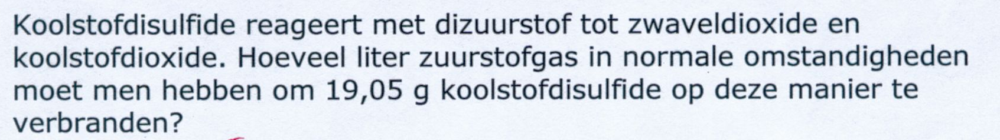 Koolstofdisulfide reageert met dizuurstof tot zwaveldioxide en
koolstofdioxide. Hoeveel liter zuurstofgas in normale omstandigheden
moet men hebben om 19,05 g koolstofdisulfide op deze manier te
verbranden?